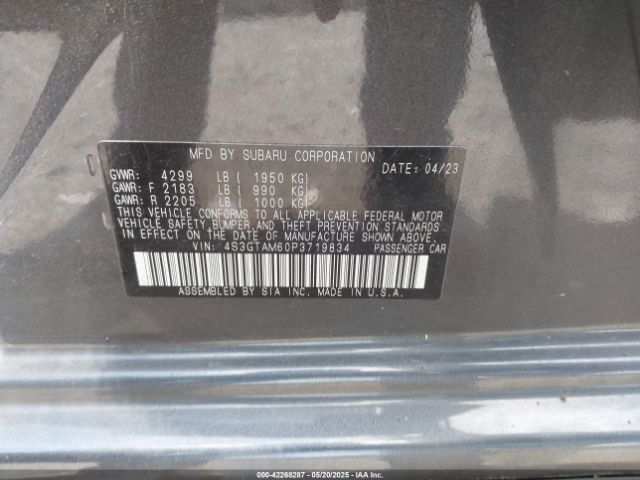 MFD BY SUBARU CORPORATION
DATE: 04/23
GVWR: 4299 LB ( 1950 KG)
GAWR: F 2183 LB ( 990 KG)
GAWR: R 2205 LB ( 1000 KG)
THIS VEHICLE CONFORMS TO ALL APPLICABLE FEDERAL MOTOR
VEHICLE SAFETY,BUMPER, AND THEFT PREVENTION STANDARDS
IN EFFECT ON THE DATE OF MANUFACTURE SHOWN ABOVE.
VIN: 4S3GTAM60P3719834 PASSENGER CAR
ASSEMBLED BY SIA INC. MADE IN U.S.A.
000-42268287 - 05/20/2025 - IAA Inc.